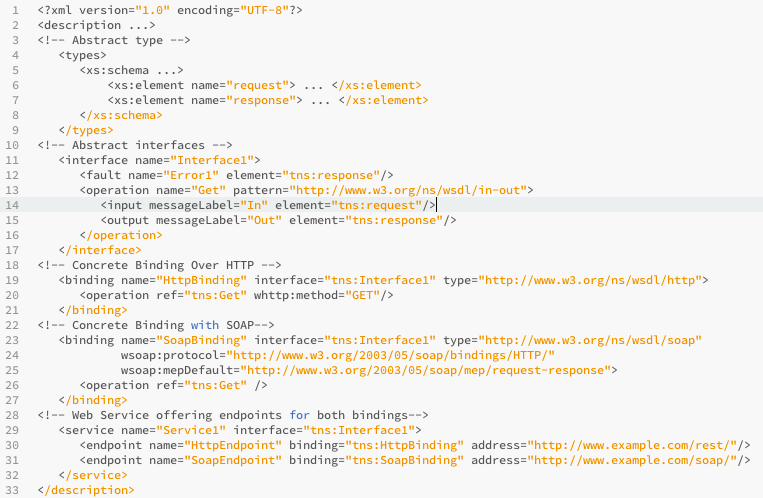 1 <?xml version="1.0" encoding="UTF-8"?>
2 <description ...>
3 <!-- Abstract type -->
4    <types>
5       <xs:schema ...>
6           <xs:element name="request"> ... </xs:element>
7           <xs:element name="response"> ... </xs:element>
8       </xs:schema>
9    </types>
10 <!-- Abstract interfaces -->
11    <interface name="Interface1">
12       <fault name="Error1" element="tns:response"/>
13       <operation name="Get" pattern="http://www.w3.org/ns/wsdl/in-out">
14          <input messageLabel="In" element="tns:request"/>
15          <output messageLabel="Out" element="tns:response"/>
16       </operation>
17    </interface>
18 <!-- Concrete Binding Over HTTP -->
19    <binding name="HttpBinding" interface="tns:Interface1" type="http://www.w3.org/ns/wsdl/http">
20       <operation ref="tns:Get" whttp:method="GET"/>
21    </binding>
22 <!-- Concrete Binding with SOAP-->
23    <binding name="SoapBinding" interface="tns:Interface1" type="http://www.w3.org/ns/wsdl/soap"
24             wsoap:protocol="http://www.w3.org/2003/05/soap/bindings/HTTP/"
25             wsoap:mepDefault="http://www.w3.org/2003/05/soap/mep/request-response">
26       <operation ref="tns:Get" />
27    </binding>
28 <!-- Web Service offering endpoints for both bindings-->
29    <service name="Service1" interface="tns:Interface1">
30       <endpoint name="HttpEndpoint" binding="tns:HttpBinding" address="http://www.example.com/rest/"/>
31       <endpoint name="SoapEndpoint" binding="tns:SoapBinding" address="http://www.example.com/soap/"/>
32    </service>
33 </description>